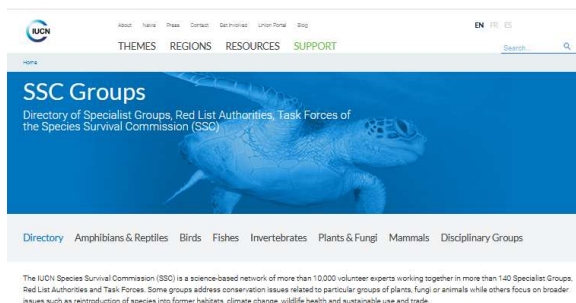 IUCN
About News Press Contact Get Involved Union Portal Blog
EN FR ES
THEMES REGIONS RESOURCES SUPPORT
Search...
Home
SSC Groups
Directory of Specialist Groups, Red List Authorities, Task Forces of
the Species Survival Commission (SSC)
Directory Amphibians & Reptiles Birds Fishes Invertebrates Plants & Fungi Mammals Disciplinary Groups
The IUCN Species Survival Commission (SSC) is a science-based network of more than 10,000 volunteer experts working together in more than 140 Specialist Groups,
Red List Authorities and Task Forces. Some groups address conservation issues related to particular groups of plants, fungi or animals while others focus on broader
issues such as reintroduction of species into former habitats, climate change, wildlife health and sustainable use and trade.